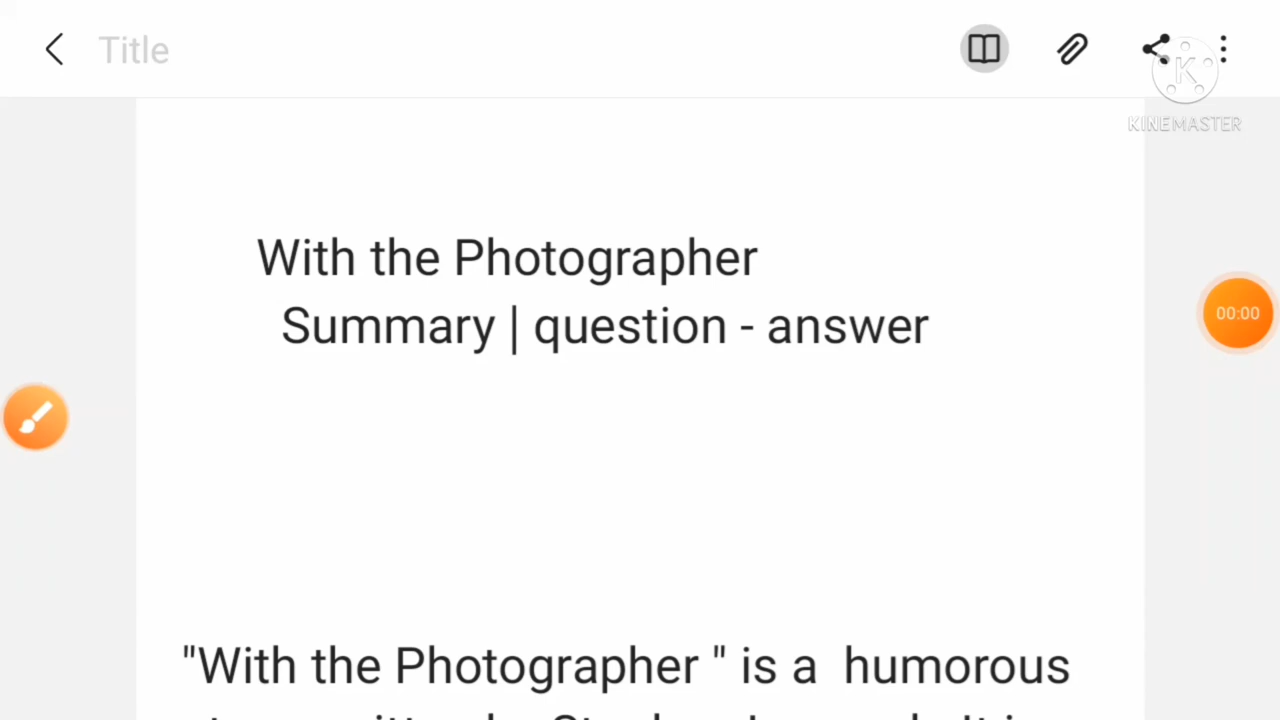 Title
KINEMASTER
With the Photographer
Summary | question - answer
00:00
"With the Photographer " is a humorous